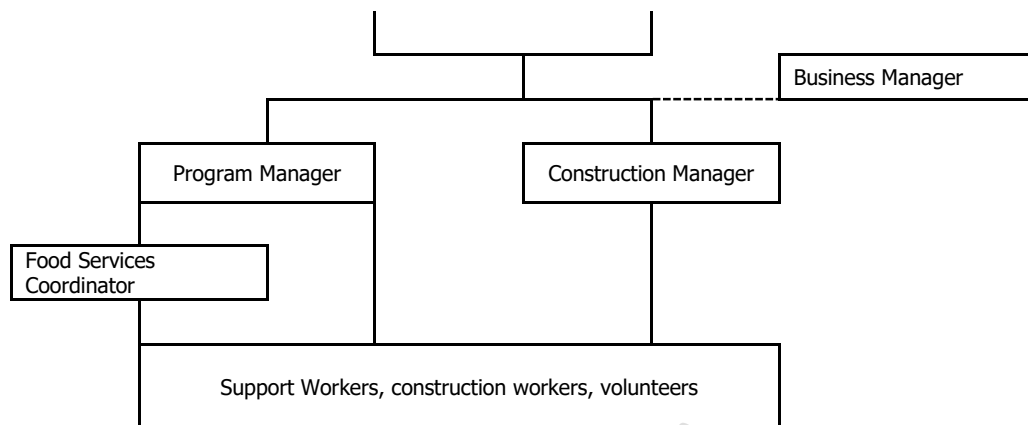 Business Manager
Program Manager
Construction Manager
Food Services
Coordinator
Support Workers, construction workers, volunteers